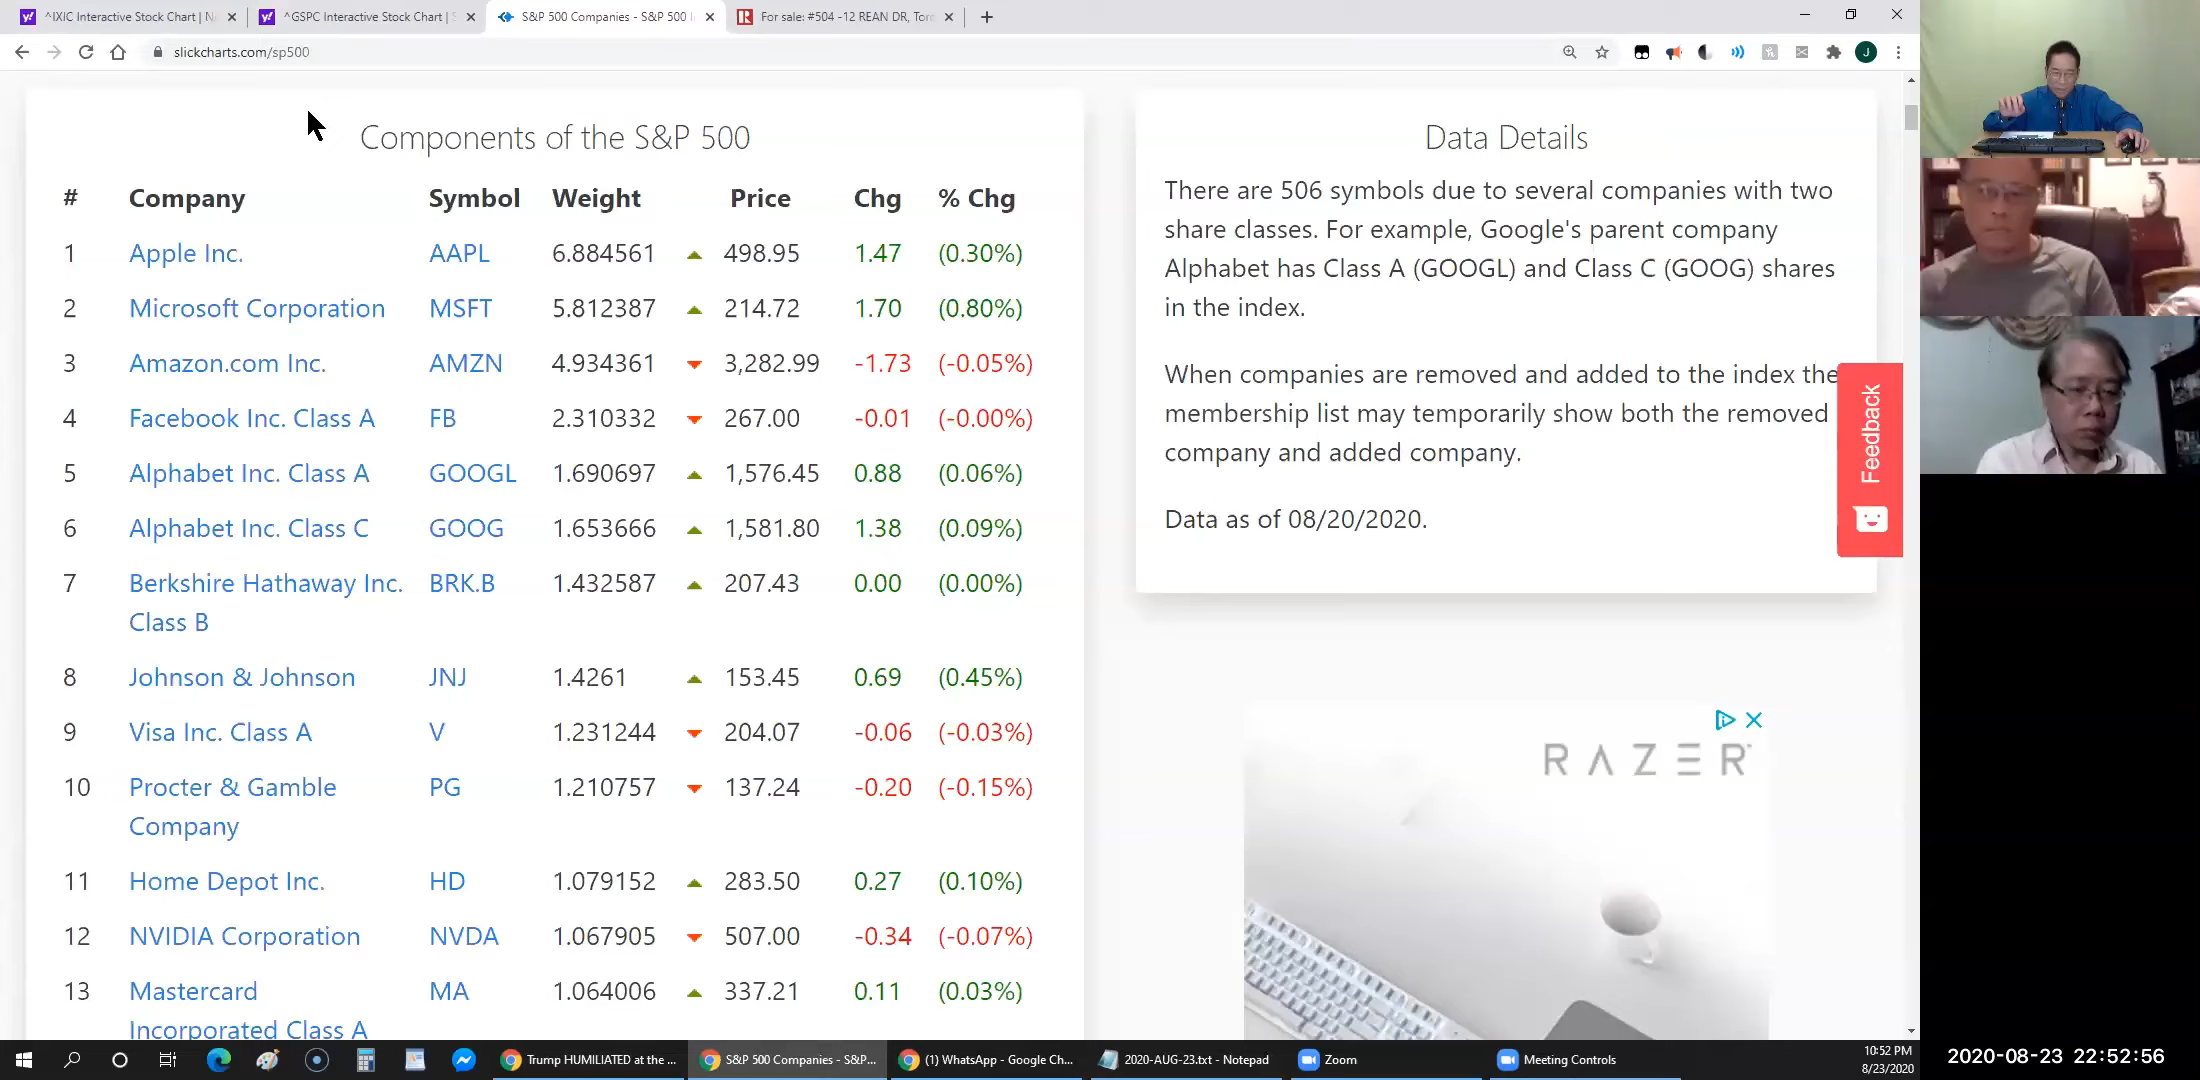 ^IXIC Interactive Stock Chart | N
^GSPC Interactive Stock Chart | S
S&P 500 Companies - S&P 500 I
For sale: #504 -12 REAN DR, Toro
slickcharts.com/sp500
J
Components of the S&P 500
# Company Symbol Weight Price Chg % Chg
1 Apple Inc. AAPL 6.884561 498.95 1.47 (0.30%)
2 Microsoft Corporation MSFT 5.812387 214.72 1.70 (0.80%)
3 Amazon.com Inc. AMZN 4.934361 3,282.99 -1.73 (-0.05%)
4 Facebook Inc. Class A FB 2.310332 267.00 -0.01 (-0.00%)
5 Alphabet Inc. Class A GOOGL 1.690697 1,576.45 0.88 (0.06%)
6 Alphabet Inc. Class C GOOG 1.653666 1,581.80 1.38 (0.09%)
7 Berkshire Hathaway Inc. BRK.B 1.432587 207.43 0.00 (0.00%)
Class B
8 Johnson & Johnson JNJ 1.4261 153.45 0.69 (0.45%)
9 Visa Inc. Class A V 1.231244 204.07 -0.06 (-0.03%)
10 Procter & Gamble PG 1.210757 137.24 -0.20 (-0.15%)
Company
11 Home Depot Inc. HD 1.079152 283.50 0.27 (0.10%)
12 NVIDIA Corporation NVDA 1.067905 507.00 -0.34 (-0.07%)
13 Mastercard MA 1.064006 337.21 0.11 (0.03%)
Incorporated Class A
Data Details
There are 506 symbols due to several companies with two
share classes. For example, Google's parent company
Alphabet has Class A (GOOGL) and Class C (GOOG) shares
in the index.
When companies are removed and added to the index the
membership list may temporarily show both the removed
company and added company.
Data as of 08/20/2020.
Feedback
RAZER
Trump HUMILIATED at the ...
S&P 500 Companies - S&P...
(1) WhatsApp - Google Ch...
2020-AUG-23.txt - Notepad
Zoom
Meeting Controls
10:52 PM
8/23/2020
2020-08-23 22:52:56